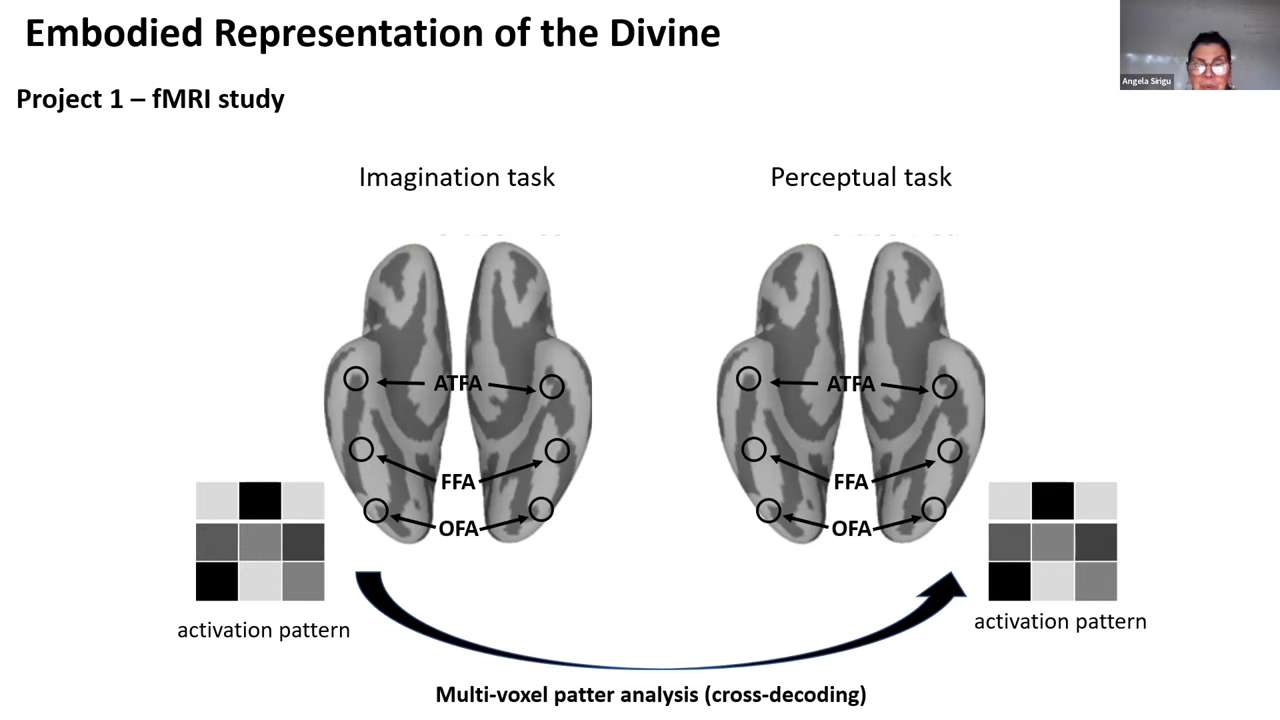 Embodied Representation of the Divine
Angela Sirigu
Project 1 – fMRI study
Imagination task
Perceptual task
ATFA
ATFA
FFA
FFA
OFA
OFA
activation pattern
activation pattern
Multi-voxel patter analysis (cross-decoding)